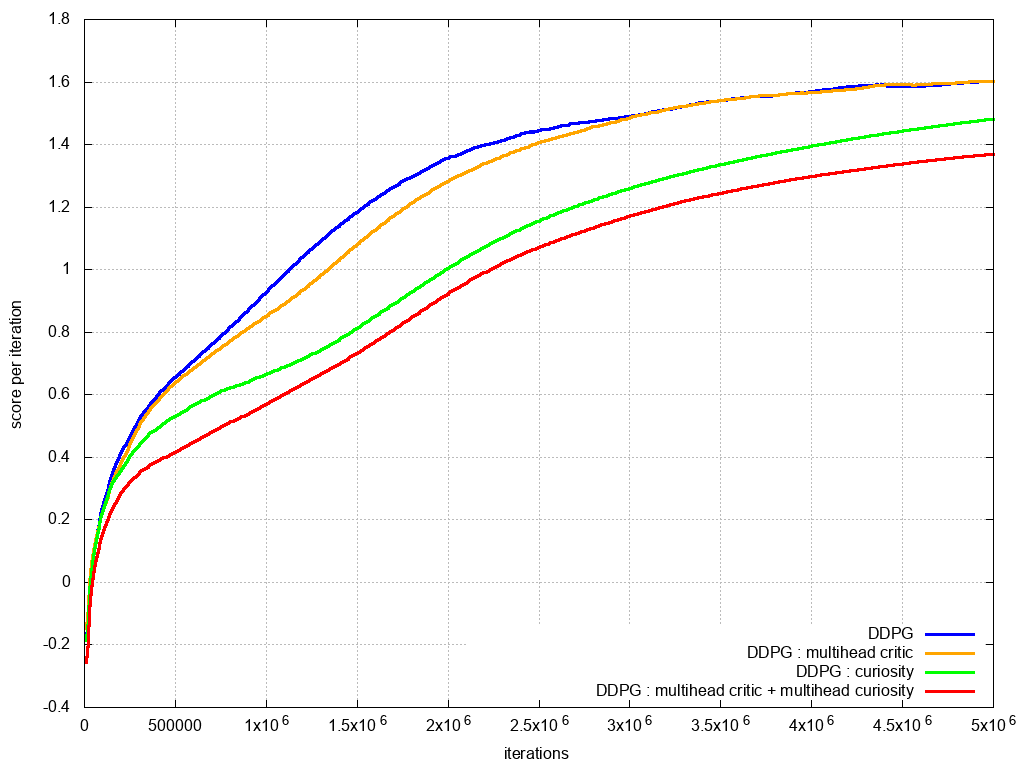 1.8
1.6
1.4
1.2
1
0.8
0.6
0.4
0.2
0
-0.2
-0.4
score per iteration
DDPG
DDPG : multihead critic
DDPG : curiosity
DDPG : multihead critic + multihead curiosity
0 500000 1x10^6 1.5x10^6 2x10^6 2.5x10^6 3x10^6 3.5x10^6 4x10^6 4.5x10^6 5x10^6
iterations